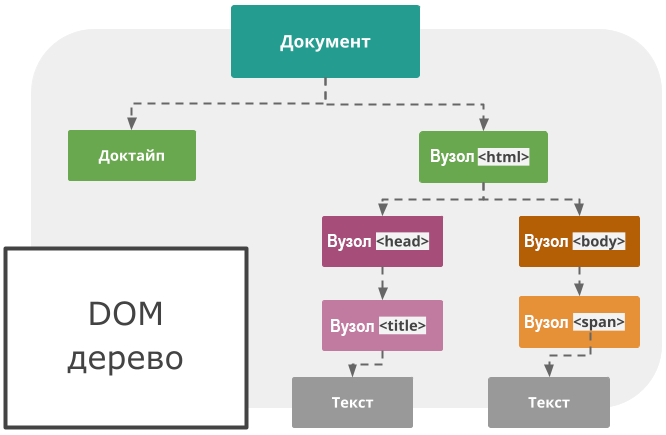 Документ
Доктайп
Вузол <html>
Вузол <head>
Вузол <body>
DOM
дерево
Вузол <title>
Вузол <span>
Текст
Текст